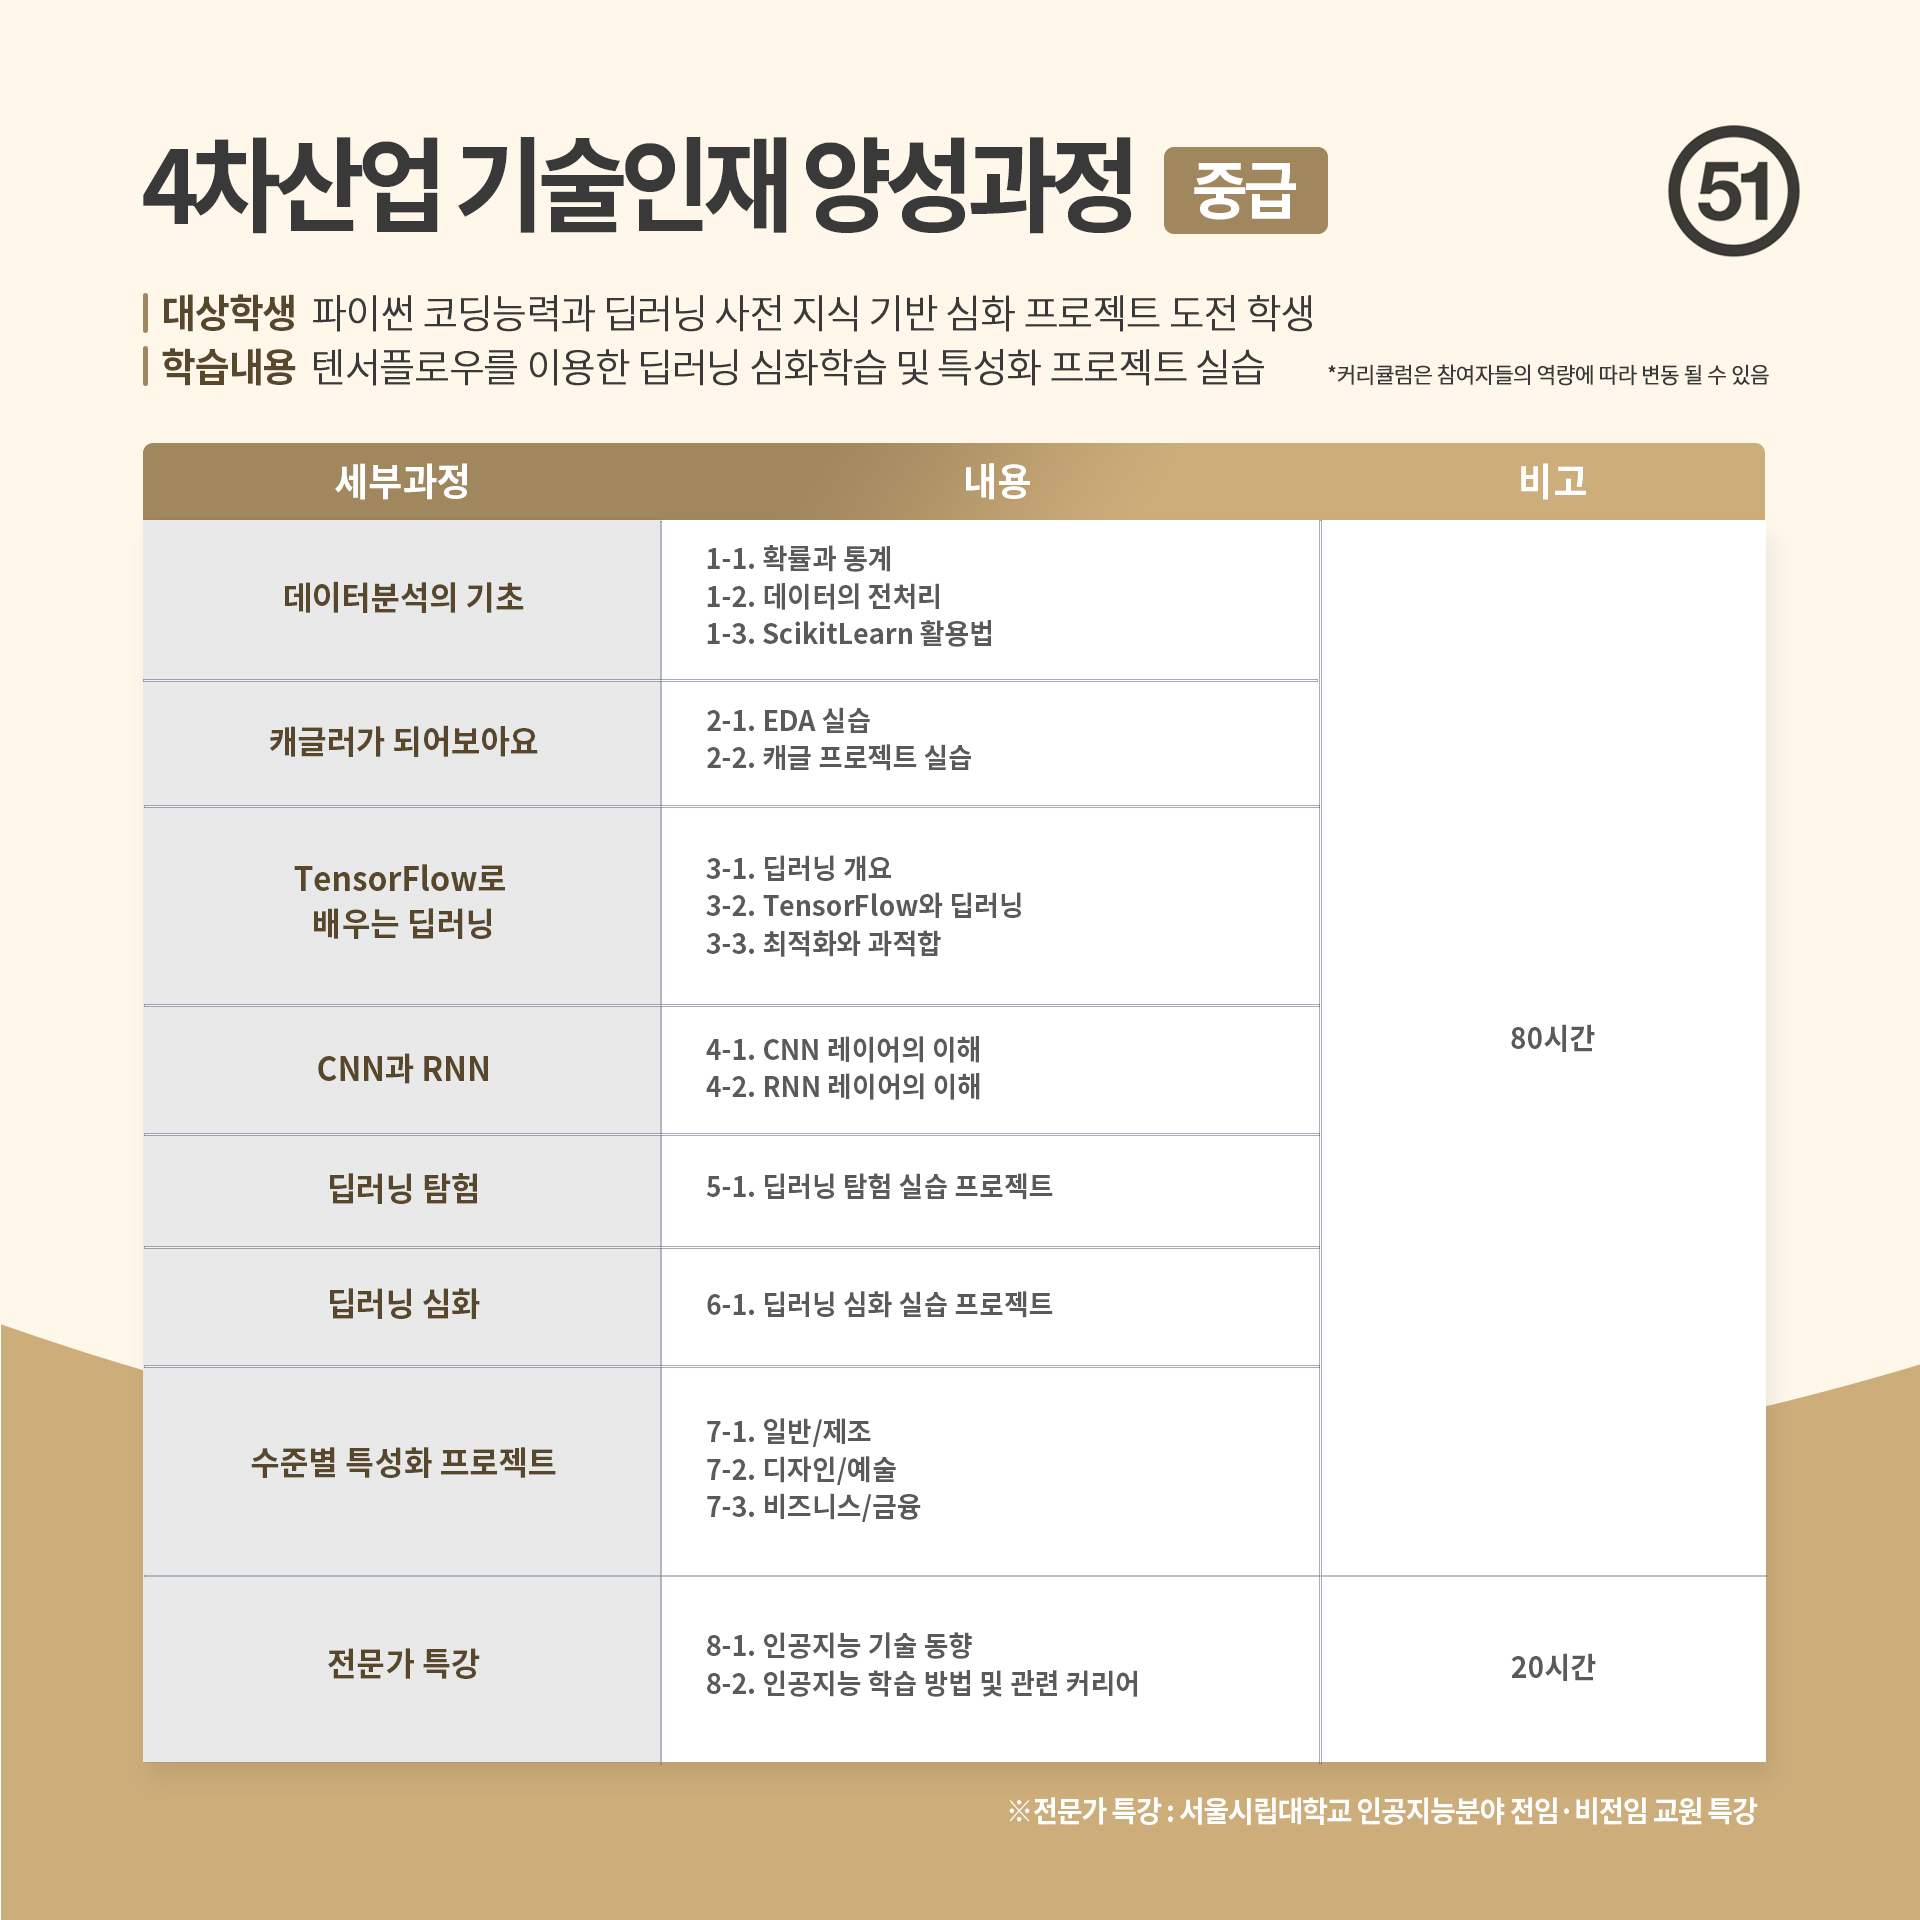 4차산업 기술인재 양성과정 중급
51
대상학생 파이썬 코딩능력과 딥러닝 사전 지식 기반 심화 프로젝트 도전 학생
학습내용 텐서플로우를 이용한 딥러닝 심화학습 및 특성화 프로젝트 실습
*커리큘럼은 참여자들의 역량에 따라 변동 될 수 있음
세부과정 내용 비고
데이터분석의 기초
1-1. 확률과 통계
1-2. 데이터의 전처리
1-3. ScikitLearn 활용법
캐글러가 되어보아요
2-1. EDA 실습
2-2. 캐글 프로젝트 실습
TensorFlow로
배우는 딥러닝
3-1. 딥러닝 개요
3-2. TensorFlow와 딥러닝
3-3. 최적화와 과적합
CNN과 RNN
4-1. CNN 레이어의 이해
4-2. RNN 레이어의 이해
딥러닝 탐험
5-1. 딥러닝 탐험 실습 프로젝트
딥러닝 심화
6-1. 딥러닝 심화 실습 프로젝트
수준별 특성화 프로젝트
7-1. 일반/제조
7-2. 디자인/예술
7-3. 비즈니스/금융
80시간
전문가 특강
8-1. 인공지능 기술 동향
8-2. 인공지능 학습 방법 및 관련 커리어
20시간
※전문가 특강 : 서울시립대학교 인공지능분야 전임·비전임 교원 특강